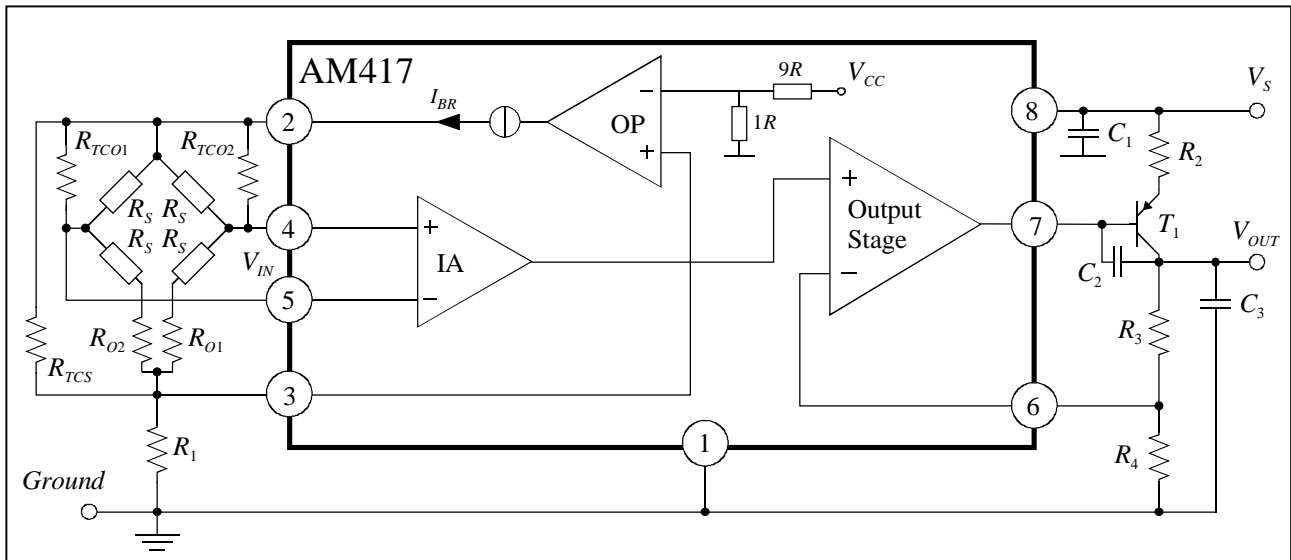 AM417
I_BR
OP
−
+
9R
1R
V_CC
V_S
2
8
R_TCO1
R_TCO2
R_S
R_S
R_S
R_S
C_1
R_2
4
+
IA
−
+
Output
Stage
−
7
T_1
V_OUT
V_IN
5
C_2
C_3
R_O2
R_O1
R_TCS
R_3
3
6
1
R_1
R_4
Ground